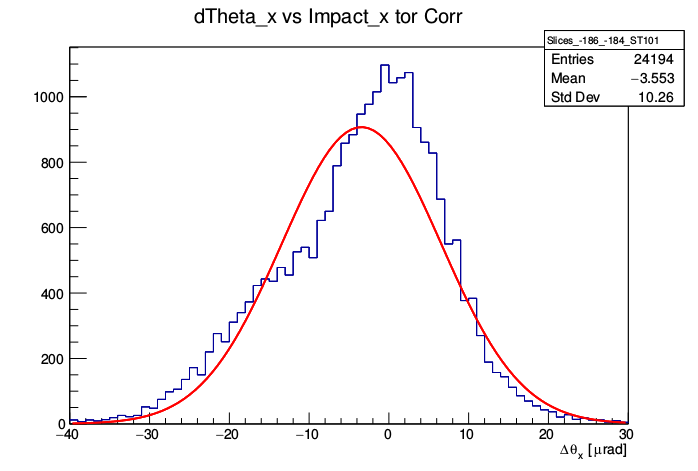 dTheta_x vs Impact_x tor Corr
Slices_-186_-184_ST101
Entries 24194
Mean −3.553
Std Dev 10.26
1000
800
600
400
200
0
−40 −30 −20 −10 0 10 20 30
Δθx [μrad]